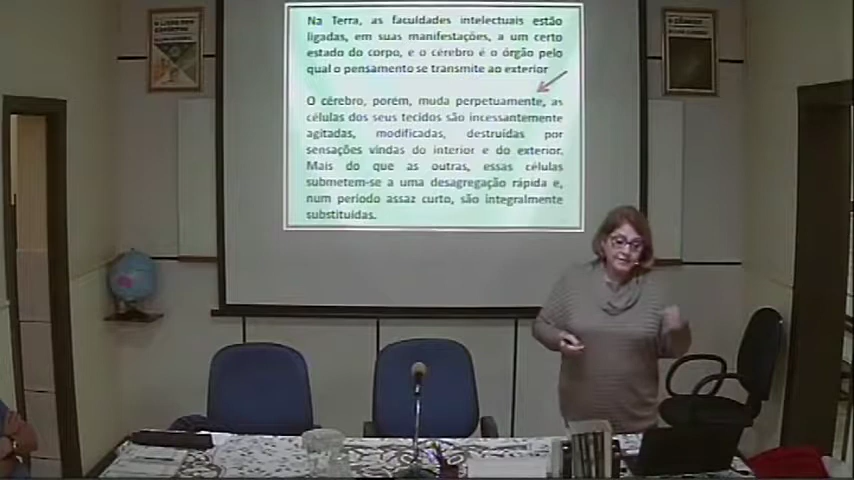 O LIVRO DOS
ESPÍRITOS
Na Terra, as faculdades intelectuais estão
ligadas, em suas manifestações, a um certo
estado do corpo, e o cérebro é o órgão pelo
qual o pensamento se transmite ao exterior
O cérebro, porém, muda perpetuamente, as
células dos seus tecidos são incessantemente
agitadas, modificadas, destruídas por
sensações vindas do interior e do exterior.
Mais do que as outras, essas células
submetem-se a uma desagregação rápida e,
num período assaz curto, são integralmente
substituídas.